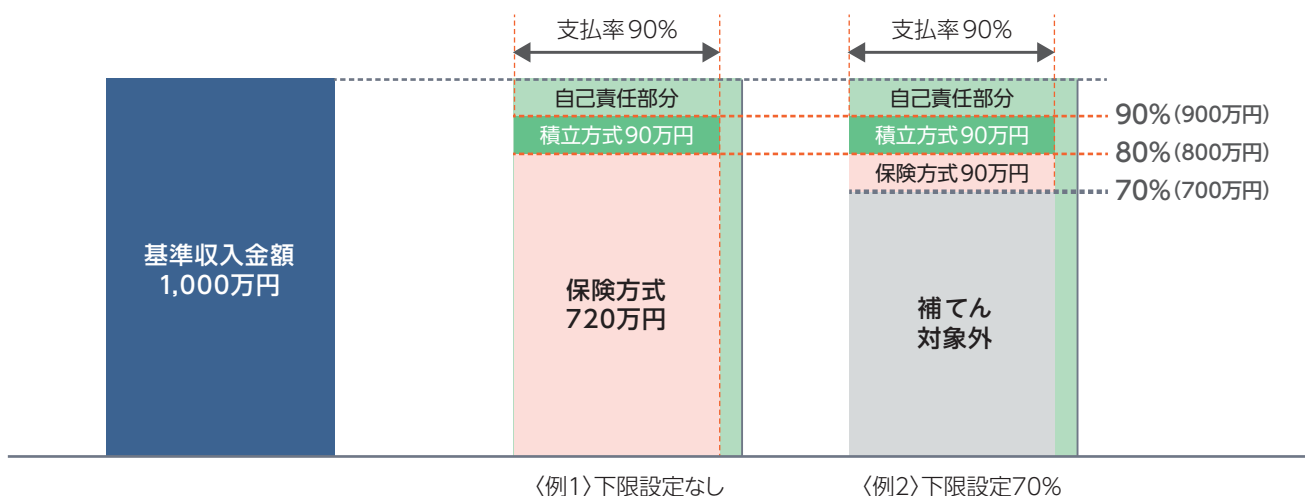 支払率90%
支払率90%
自己責任部分
自己責任部分
90%(900万円)
積立方式90万円
積立方式90万円
80%(800万円)
保険方式90万円
70%(700万円)
基準収入金額
1,000万円
保険方式
720万円
補てん
対象外
〈例1〉下限設定なし
〈例2〉下限設定70%